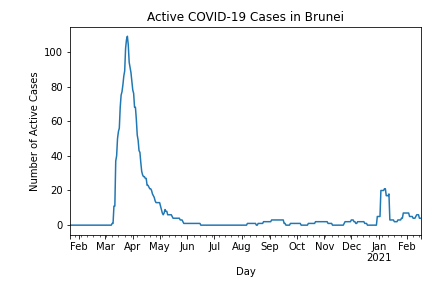 Active COVID-19 Cases in Brunei
Number of Active Cases
100
80
60
40
20
0
Feb Mar Apr May Jun Jul Aug Sep Oct Nov Dec Jan Feb
2021
Day